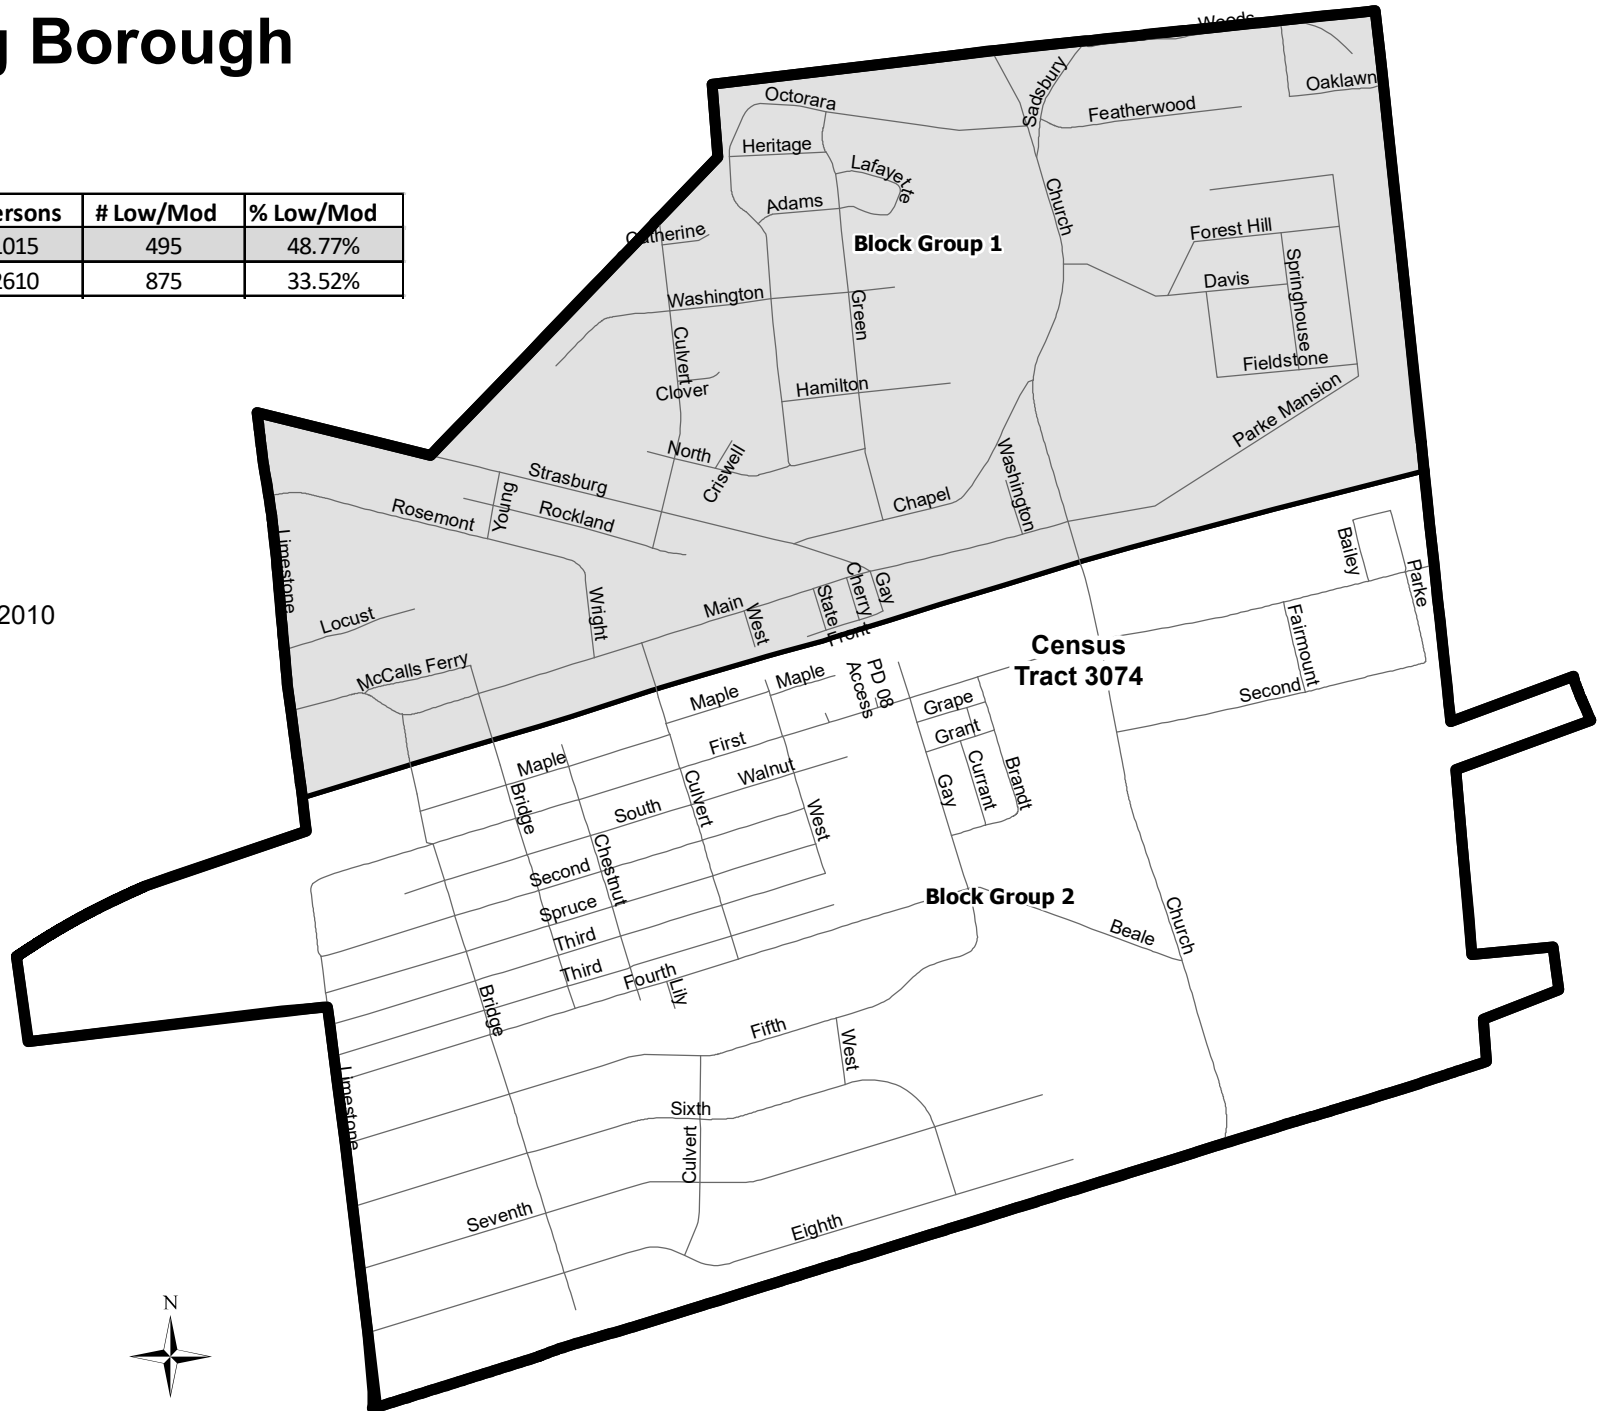 g Borough
ersons # Low/Mod % Low/Mod
1015 495 48.77%
2610 875 33.52%
2010
Woods
Oaklawn
Sadsbury
Octorara
Featherwood
Heritage
Lafayette
Adams
Church
Catherine
Block Group 1
Forest Hill
Springhouse
Davis
Washington
Green
Culvert
Fieldstone
Clover
Hamilton
Parke Mansion
North
Criswell
Washington
Strasburg
Young
Rosemont
Rockland
Chapel
Limestone
Bailey
Parke
Locust
Wright
Main
West
State
Cherry
Gay
Front
Fairmount
Census
Tract 3074
McCalls Ferry
Maple
Maple
PD 08
Access
Second
Grape
Grant
First
Maple
Walnut
Bridge
South
Culvert
West
Gay
Currant
Brandt
Chestnut
Second
Spruce
Block Group 2
Third
Church
Beale
Third
Fourth
Lily
Bridge
Fifth
West
Limestone
Sixth
Culvert
Seventh
Eighth
N